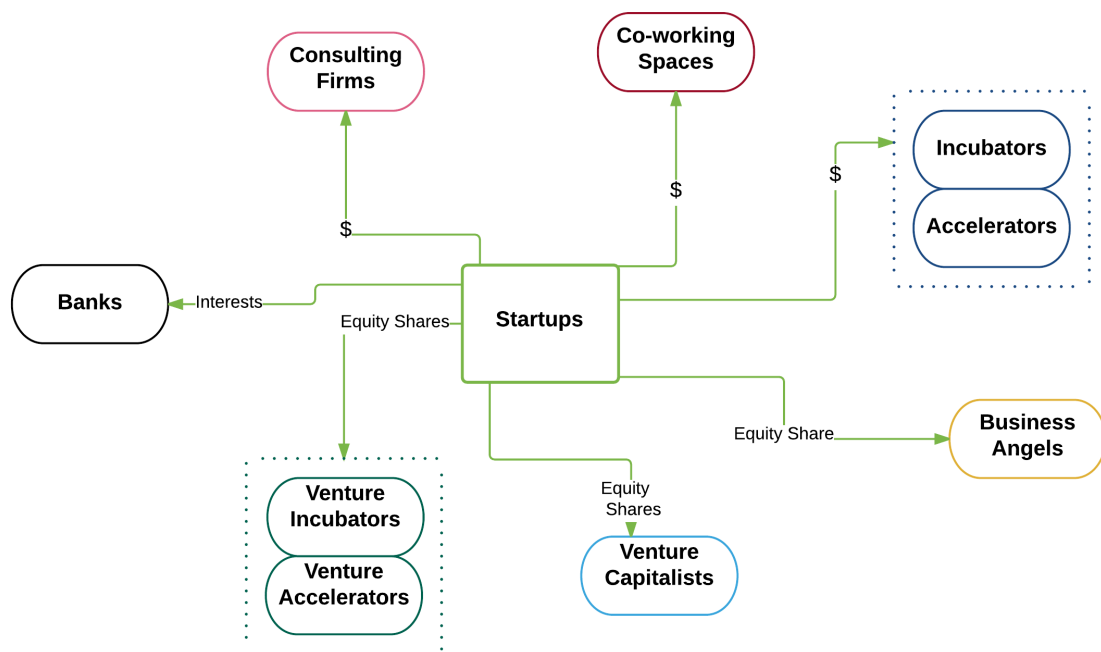 Co-working
Spaces
Consulting
Firms
Incubators
$
$
Accelerators
$
Banks
Interests
Startups
Equity Shares
Business
Angels
Equity Share
Equity
Shares
Venture
Incubators
Venture
Capitalists
Venture
Accelerators